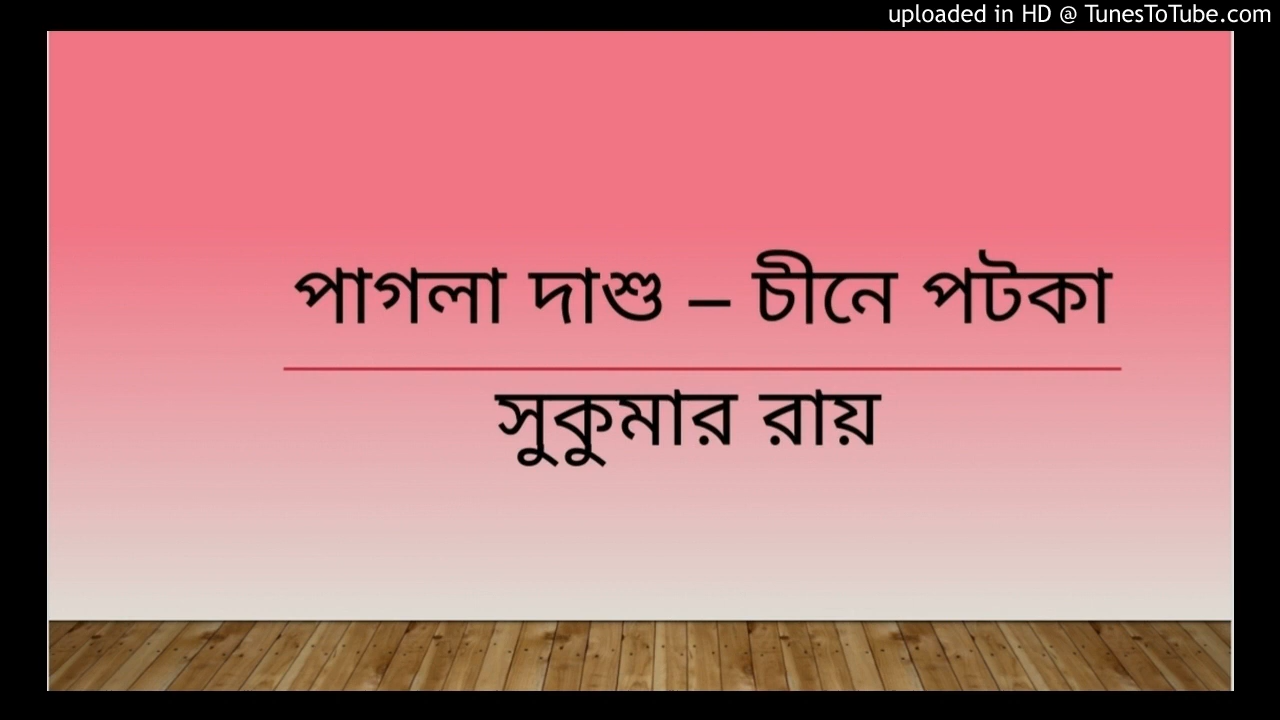 uploaded in HD @ TunesToTube.com
পাগলা দাশু – চীনে পটকা
সুকুমার রায়